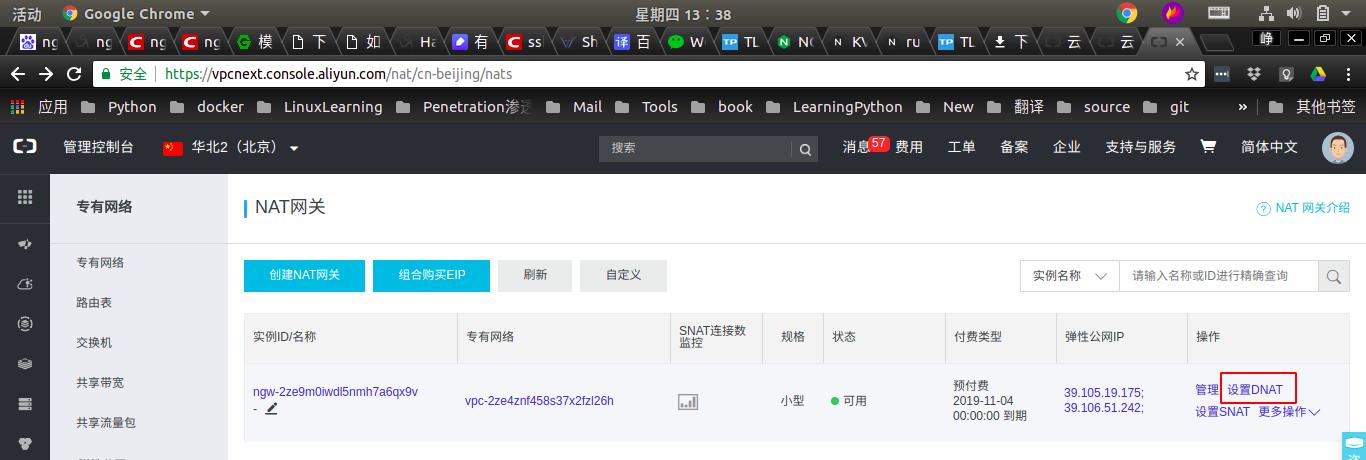 活动 Google Chrome 星期四 13：38
ng ng ng ng 模 下 如 Ha 有 ssl Sh 百 W TL NG KV ru TL 下 云 云 峥
安全 https://vpcnext.console.aliyun.com/nat/cn-beijing/nats
应用 Python docker LinuxLearning Penetration渗透 Mail Tools book LearningPython New 翻译 source git » 其他书签
管理控制台 华北2（北京） 搜索 消息 57 费用 工单 备案 企业 支持与服务 简体中文
专有网络 NAT网关 NAT 网关介绍
专有网络
路由表
交换机
共享带宽
共享流量包
创建NAT网关 组合购买EIP 刷新 自定义 实例名称 请输入名称或ID进行精确查询
实例ID/名称 专有网络 SNAT连接数监控 规格 状态 付费类型 弹性公网IP 操作
ngw-2ze9m0iwdl5nmh7a6qx9v
-
vpc-2ze4znf458s37x2fzl26h
小型
可用
预付费
2019-11-04
00:00:00 到期
39.105.19.175;
39.106.51.242;
管理 设置DNAT
设置SNAT 更多操作